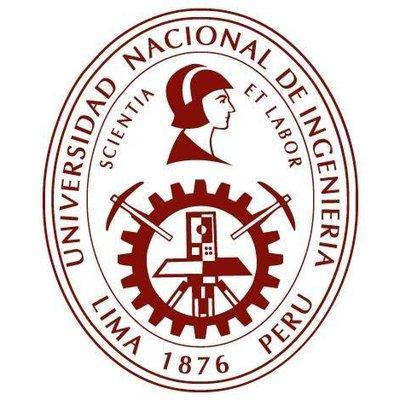 UNIVERSIDAD NACIONAL DE INGENIERIA
SCIENTIA ET LABOR
LIMA 1876 PERU